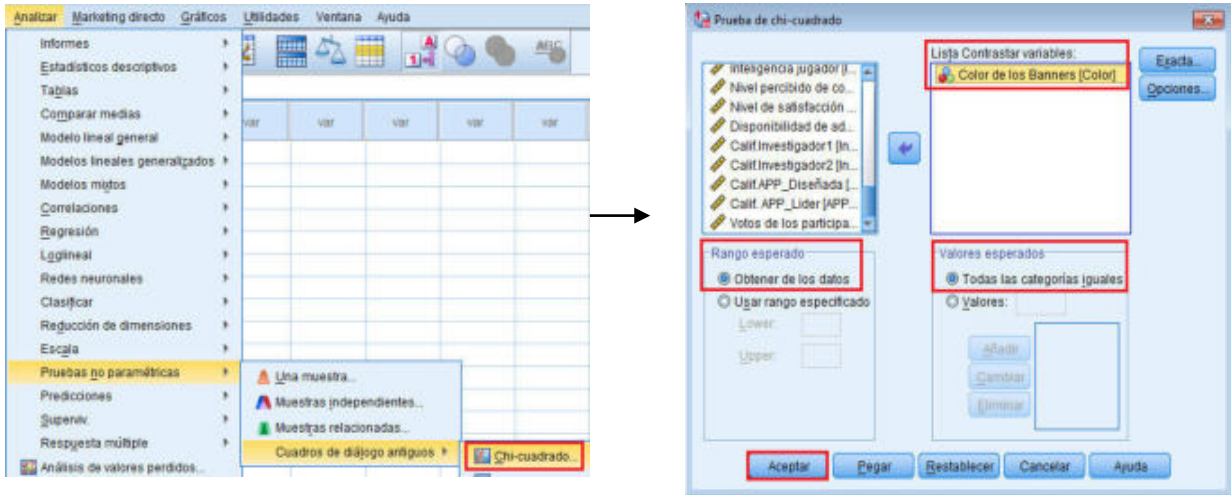 Analizar Marketing directo Gráficos Utilidades Ventana Ayuda
Informes
Estadísticos descriptivos
Tablas
Comparar medias
Modelo lineal general
Modelos lineales generalizados
Modelos mixtos
Correlaciones
Regresión
Loglineal
Redes neuronales
Clasificar
Reducción de dimensiones
Escala
Pruebas no paramétricas
Predicciones
Superviv.
Respuesta múltiple
Análisis de valores perdidos...
var var var var var
Una muestra...
Muestras independientes...
Muestras relacionadas...
Cuadros de diálogo antiguos
Chi-cuadrado...
Prueba de chi-cuadrado
Inteligencia jugador [I...
Nivel percibido de co...
Nivel de satisfacción ...
Disponibilidad de ad...
Calif.Investigador1 [In...
Calif.Investigador2 [In...
Calif.APP_Diseñada [...
Calif. APP_Lider [APP...
Votos de los participa...
Lista Contrastar variables:
Color de los Banners [Color]
Exacta...
Opciones...
Rango esperado
Obtener de los datos
Usar rango especificado
Lower:
Upper:
Valores esperados
Todas las categorías iguales
Valores:
Añadir
Cambiar
Eliminar
Aceptar Pegar Restablecer Cancelar Ayuda